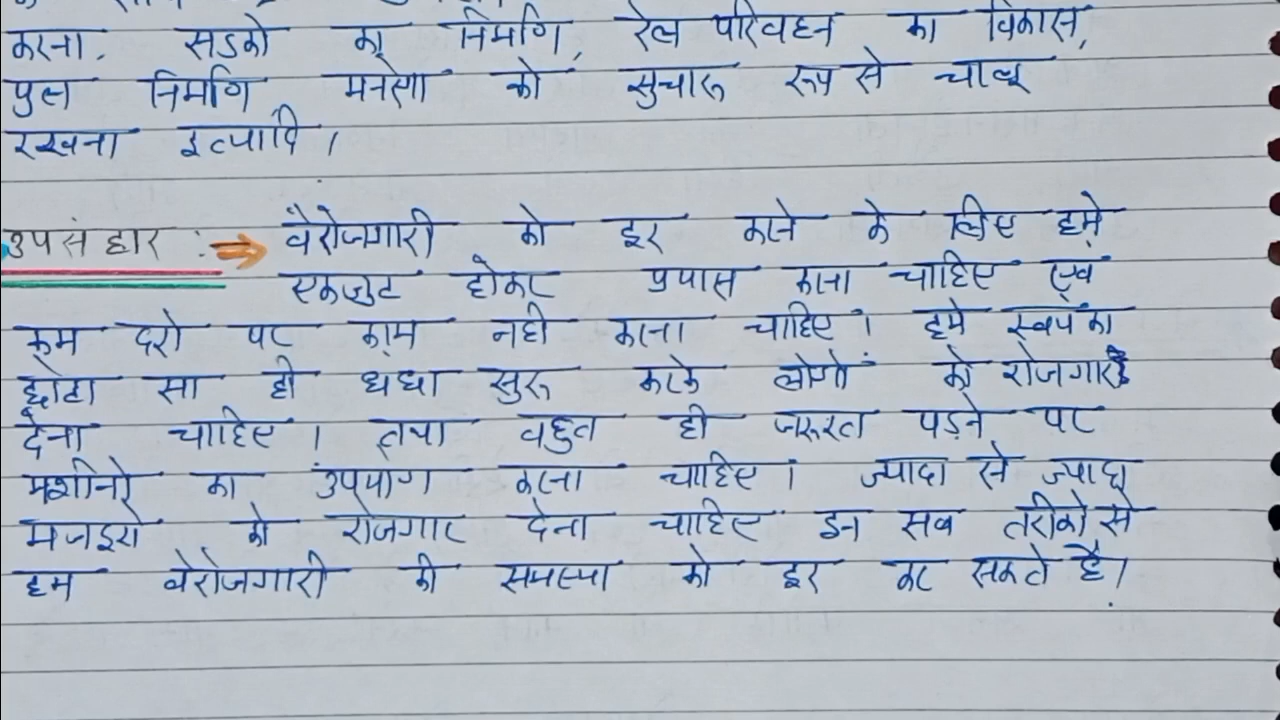 करना, सडको का निर्माण, रेल परिवहन का विकास,
पुल निर्माण मनरेगा को सुचारू रूप से चालू
रखना इत्यादि।
उपसंहार :⇒ बेरोजगारी को दूर करने के लिए हमे
एकजुट होकर प्रयास करना चाहिए एवं
कम दरो पर काम नही करना चाहिए। हमे स्वयं का
छोटा सा ही धंधा सुरू करके लोगों को रोजगार
देना चाहिए। तथा बहुत ही जरूरत पड़ने पर
मशीनरे का उपयोग करना चाहिए। ज्यादा से ज्यादा
मजदूरो को रोजगार देना चाहिए इन सब तरीको से
हम बेरोजगारी की समस्या को दूर कर सकते है।